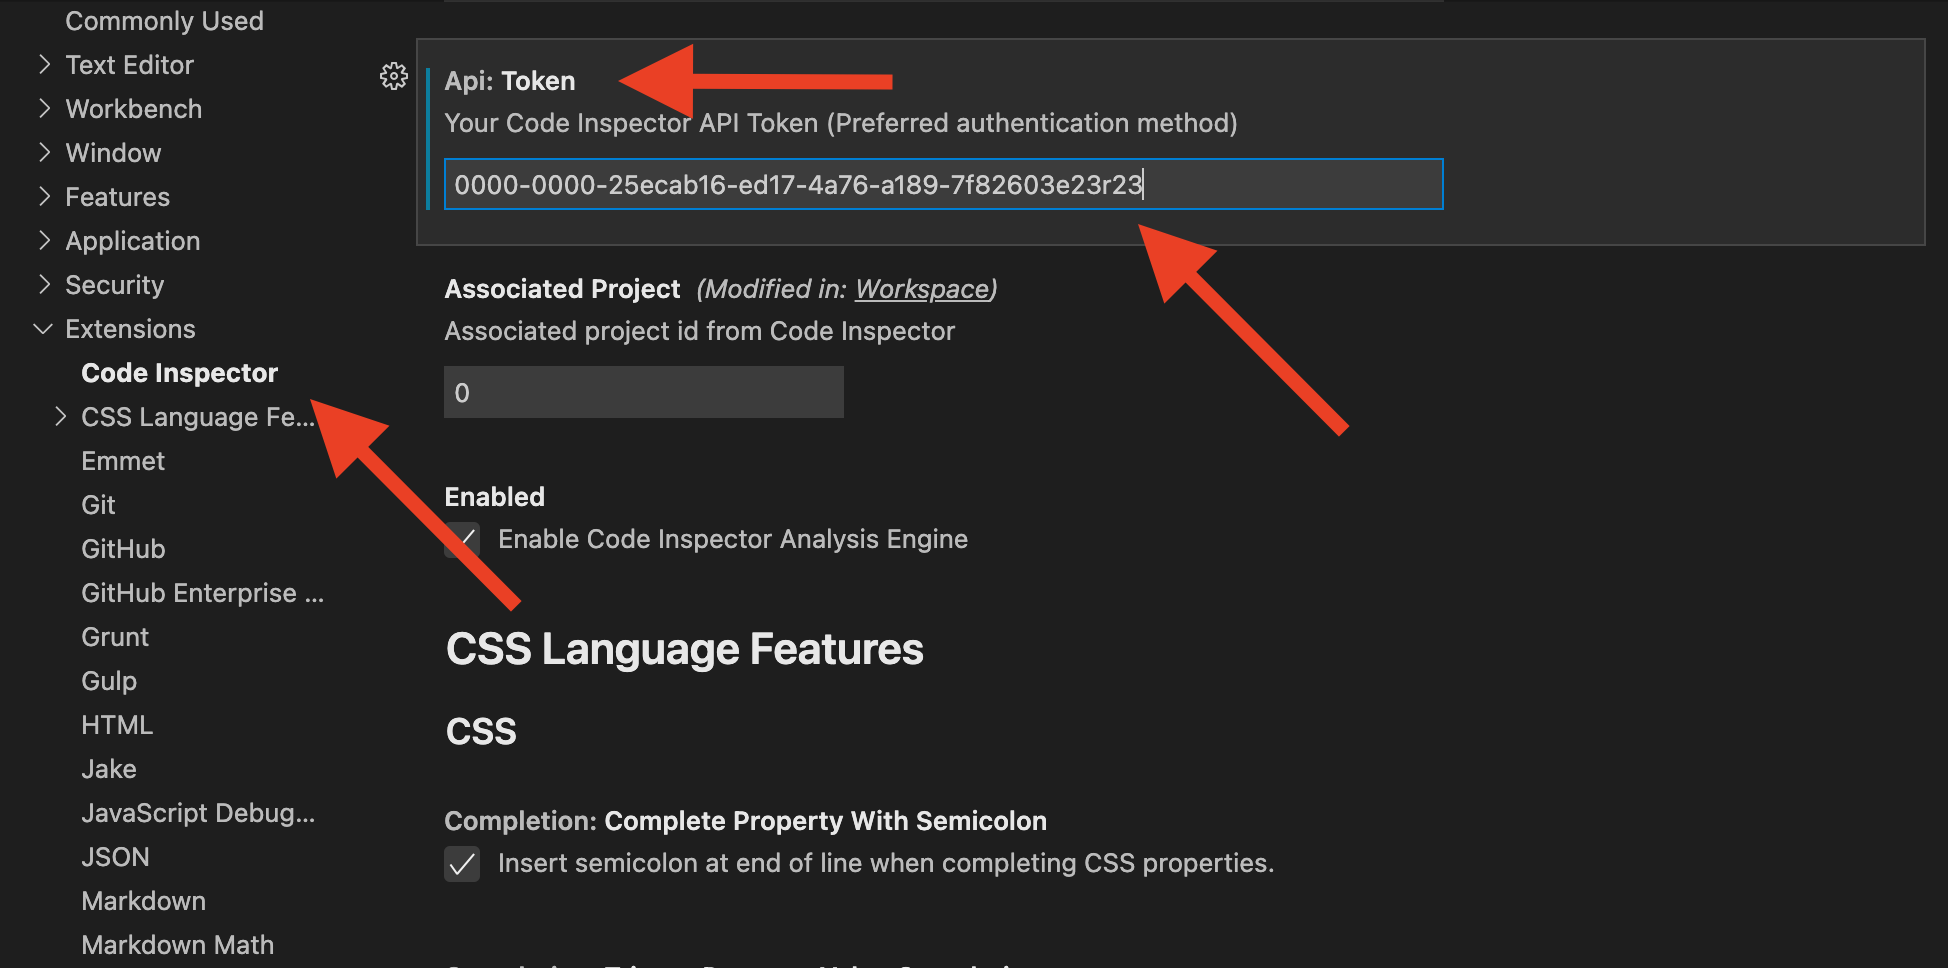 Commonly Used
Text Editor
Workbench
Window
Features
Application
Security
Extensions
Code Inspector
CSS Language Fe...
Emmet
Git
GitHub
GitHub Enterprise ...
Grunt
Gulp
HTML
Jake
JavaScript Debug...
JSON
Markdown
Markdown Math
Api: Token
Your Code Inspector API Token (Preferred authentication method)
0000-0000-25ecab16-ed17-4a76-a189-7f82603e23r23
Associated Project (Modified in: Workspace)
Associated project id from Code Inspector
0
Enabled
Enable Code Inspector Analysis Engine
CSS Language Features
CSS
Completion: Complete Property With Semicolon
Insert semicolon at end of line when completing CSS properties.